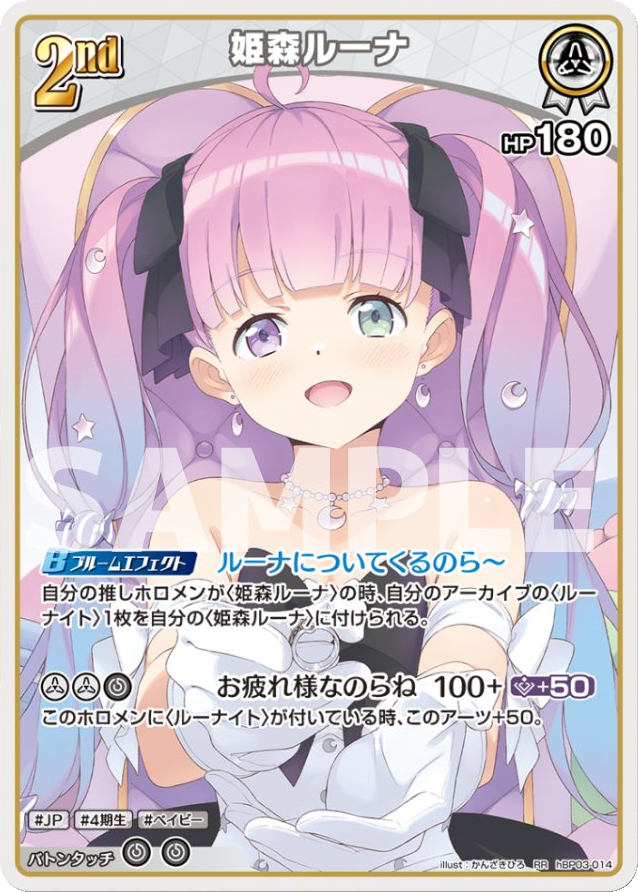 2nd
姫森ルーナ
HP180
SAMPLE
Bブルームエフェクト ルーナについてくるのら～
自分の推しホロメンが〈姫森ルーナ〉の時、自分のアーカイブの〈ルー
ナイト〉1枚を自分の〈姫森ルーナ〉に付けられる。
お疲れ様なのらね 100+ +50
このホロメンに〈ルーナイト〉が付いている時、このアーツ+50。
#JP #4期生 #ベイビー
バトンタッチ
illust:かんざきひろ RR hBP03-014